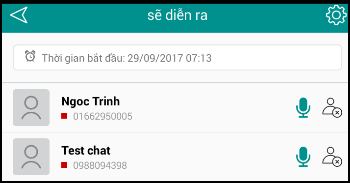 sẽ diễn ra
Thời gian bắt đầu: 29/09/2017 07:13
Ngoc Trinh
01662950005
Test chat
0988094398